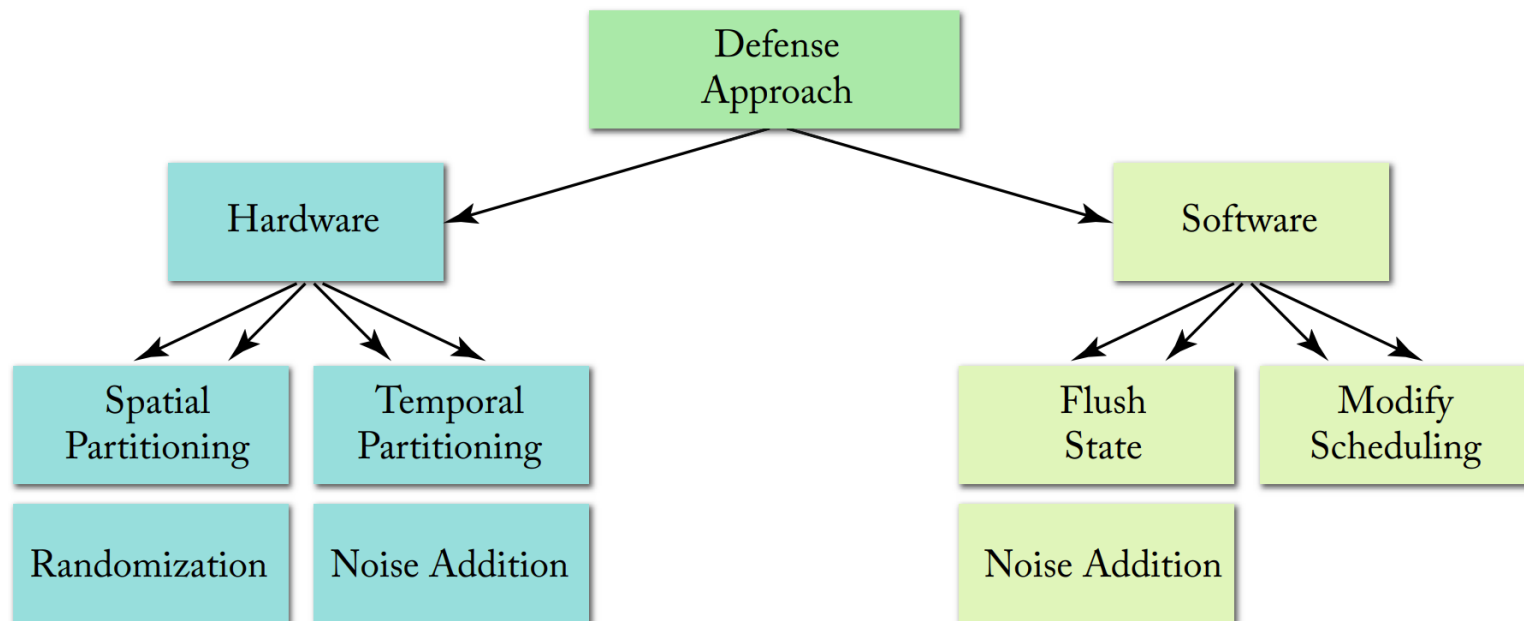 Defense
Approach
Hardware
Software
Spatial
Partitioning
Temporal
Partitioning
Flush
State
Modify
Scheduling
Randomization
Noise Addition
Noise Addition